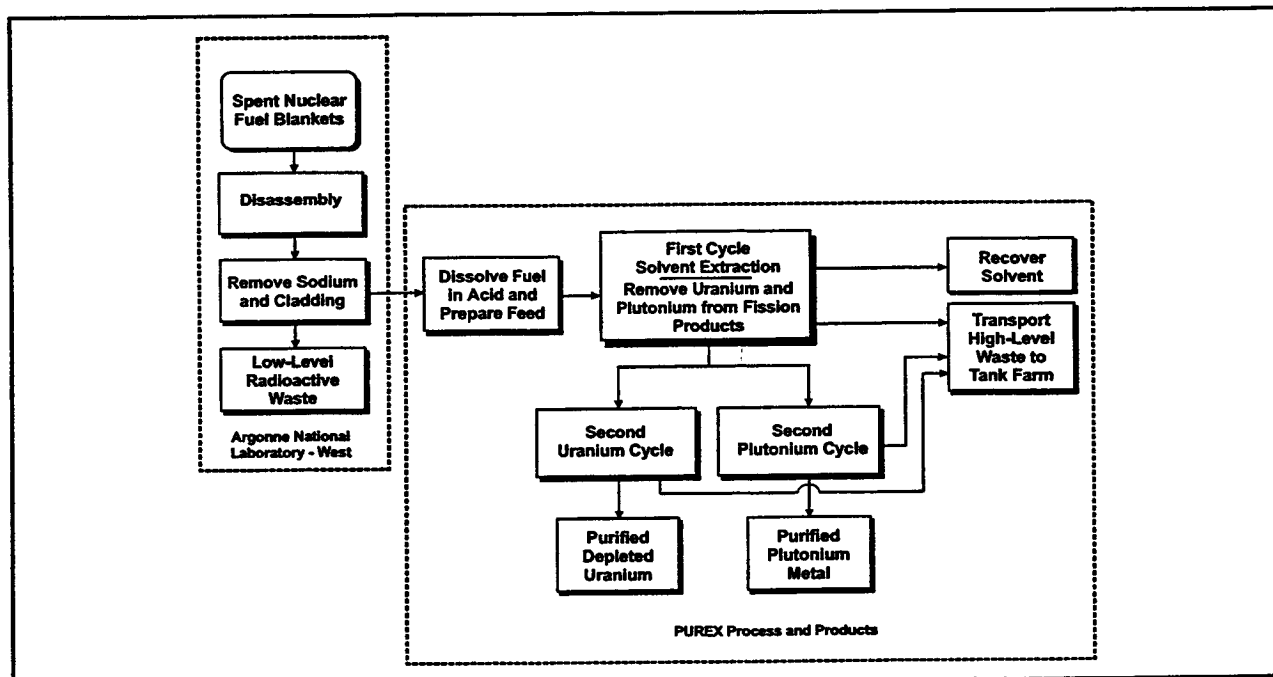 Spent Nuclear
Fuel Blankets
Disassembly
Remove Sodium
and Cladding
Low-Level
Radioactive
Waste
Argonne National
Laboratory - West
Dissolve Fuel
in Acid and
Prepare Feed
First Cycle
Solvent Extraction
Remove Uranium and
Plutonium from Fission
Products
Recover
Solvent
Transport
High-Level
Waste to
Tank Farm
Second
Uranium Cycle
Second
Plutonium Cycle
Purified
Depleted
Uranium
Purified
Plutonium
Metal
PUREX Process and Products